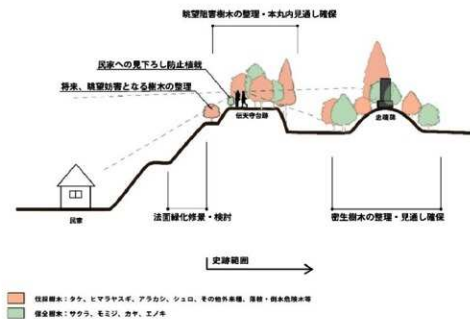 眺望阻害樹木の整理・本丸内見通し確保
民家への見下ろし防止植栽
将来、眺望妨害となる樹木の整理
伝天守台跡
忠魂碑
民家
法面緑化修景・検討
密生樹木の整理・見通し確保
史跡範囲
伐採樹木：タケ、ヒマラヤスギ、アラカシ、シュロ、その他外来種、落枝・倒木危険木等
保全樹木：サクラ、モミジ、カヤ、エノキ